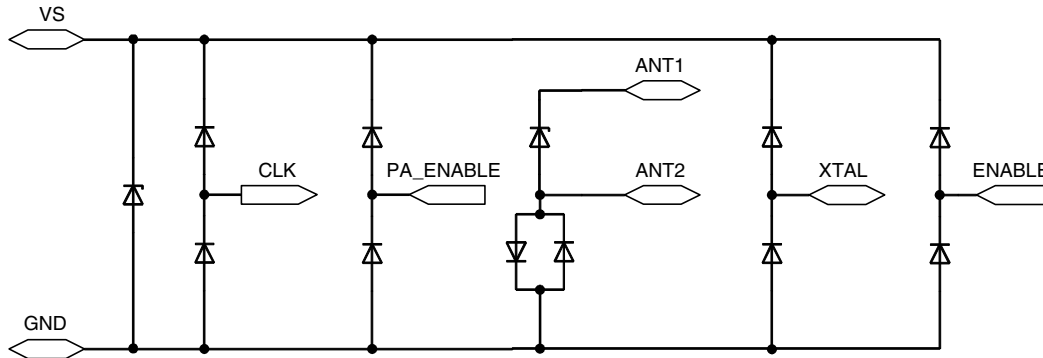 VS
ANT1
CLK
PA_ENABLE
ANT2
XTAL
ENABLE
GND